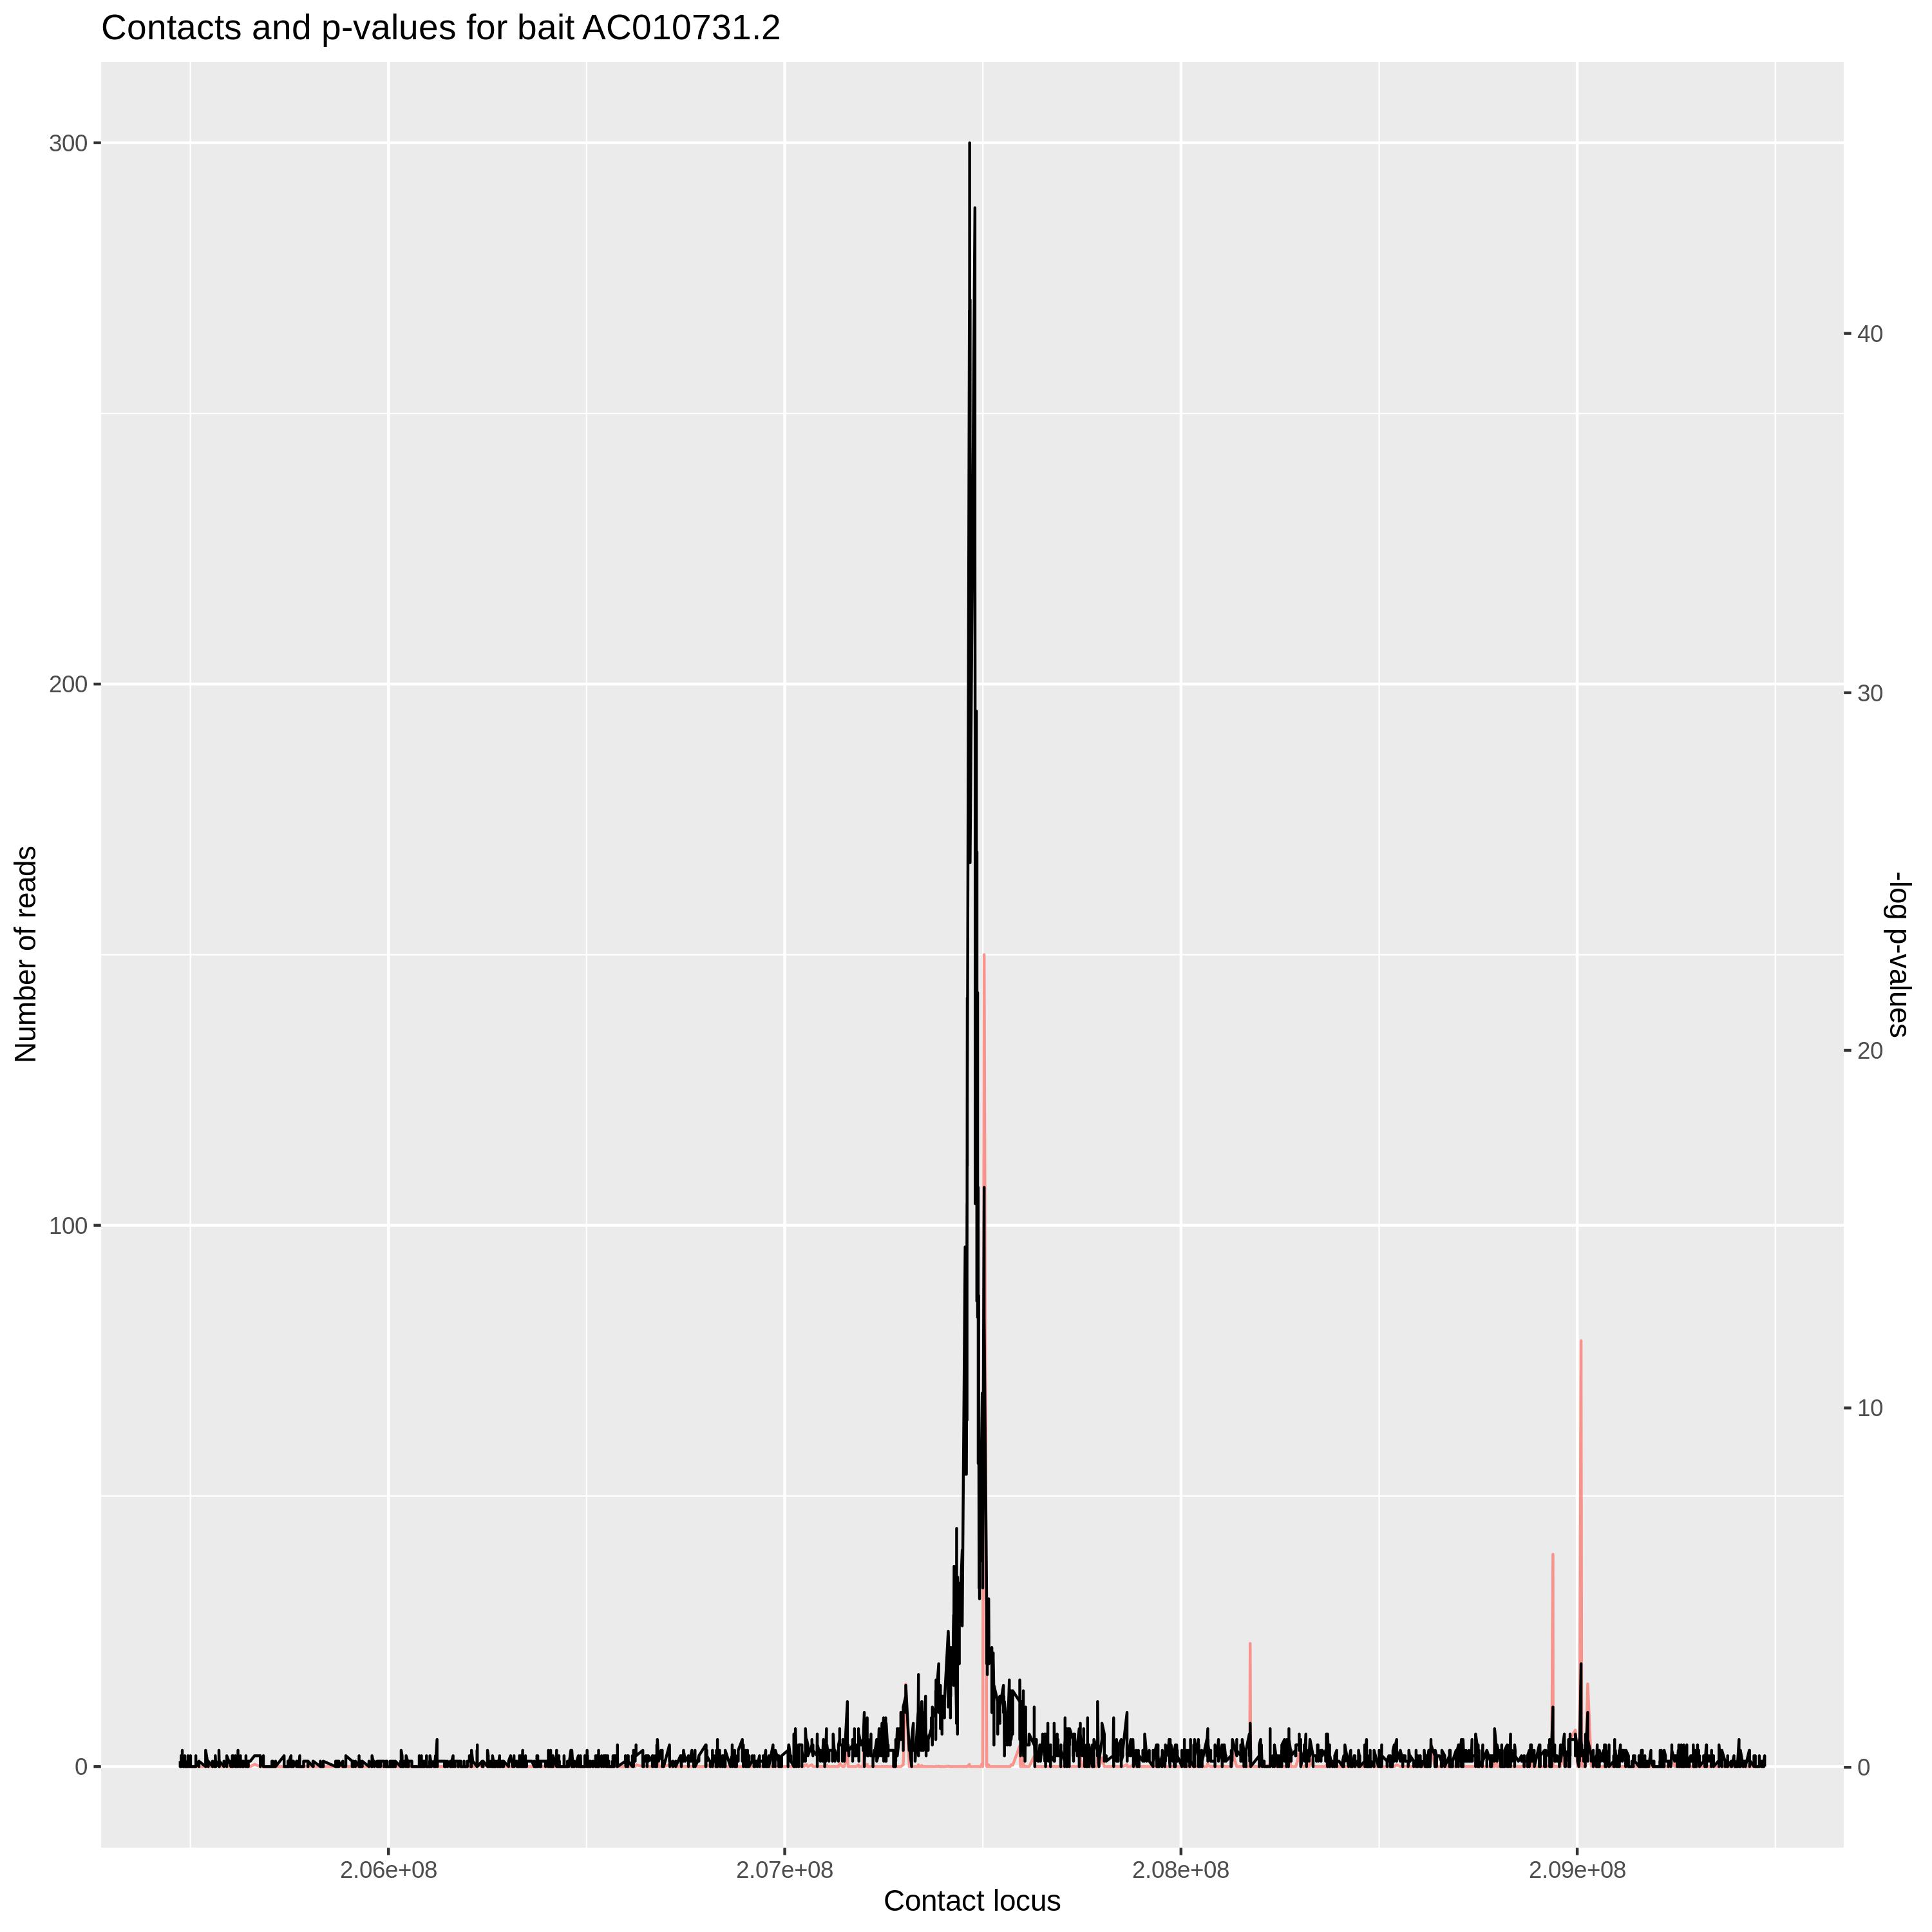 Contacts and p-values for bait AC010731.2
300
200
100
0
Number of reads
40
30
20
10
0
-log p-values
2.06e+08
2.07e+08
2.08e+08
2.09e+08
Contact locus